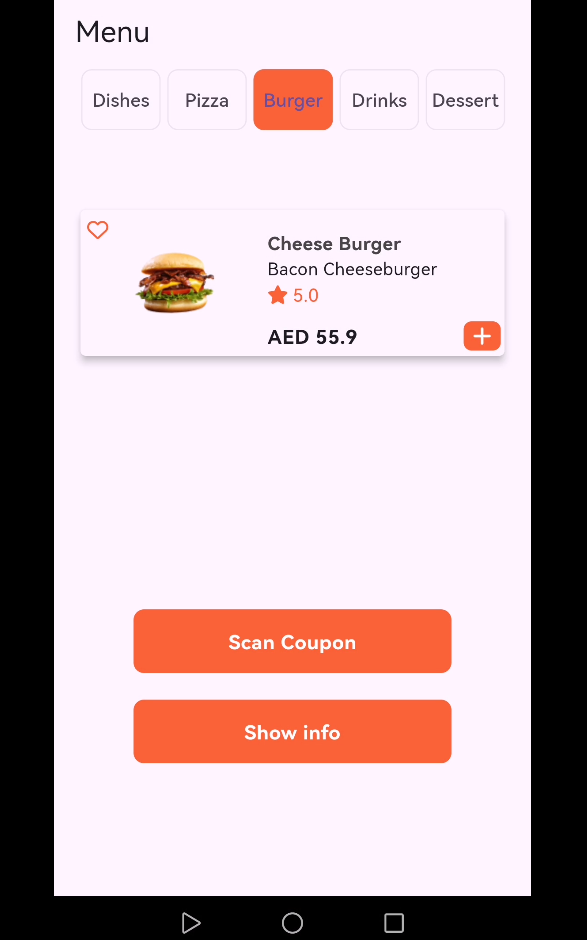 Menu
Dishes Pizza Burger Drinks Dessert
Cheese Burger
Bacon Cheeseburger
5.0
AED 55.9
Scan Coupon
Show info